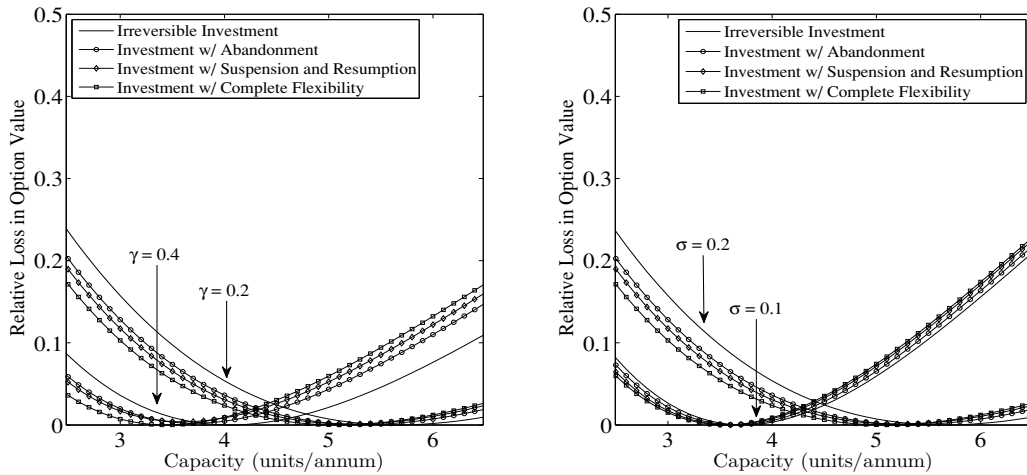 Irreversible Investment
Investment w/ Abandonment
Investment w/ Suspension and Resumption
Investment w/ Complete Flexibility
0.5
0.4
0.3
0.2
0.1
0
Relative Loss in Option Value
γ = 0.4
γ = 0.2
3 4 5 6
Capacity (units/annum)
Irreversible Investment
Investment w/ Abandonment
Investment w/ Suspension and Resumption
Investment w/ Complete Flexibility
0.5
0.4
0.3
0.2
0.1
0
Relative Loss in Option Value
σ = 0.2
σ = 0.1
3 4 5 6
Capacity (units/annum)